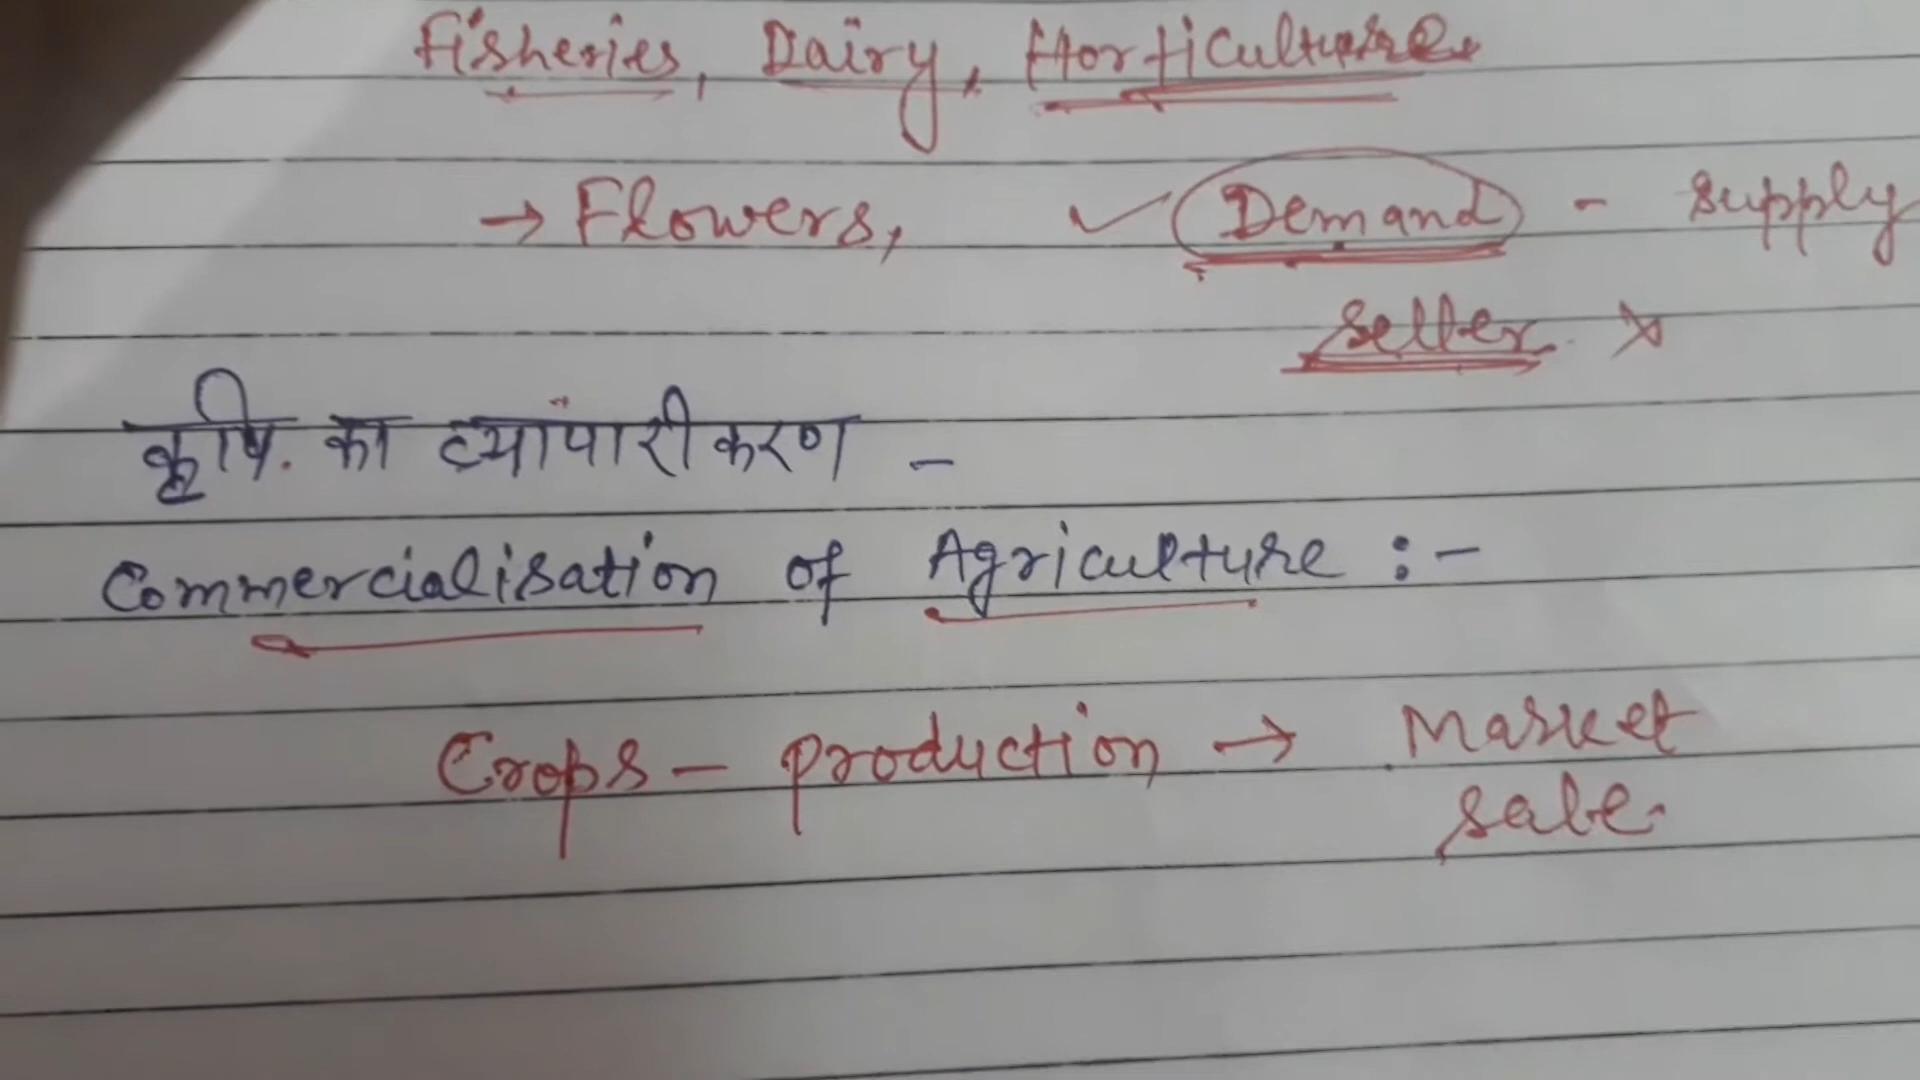 Fisheries, Dairy, Horticulture.
→ Flowers, ✓ Demand - supply
seller ×
कृषि का व्यापारीकरण -
Commercialisation of Agriculture :-
Crops - production → Market
sale.